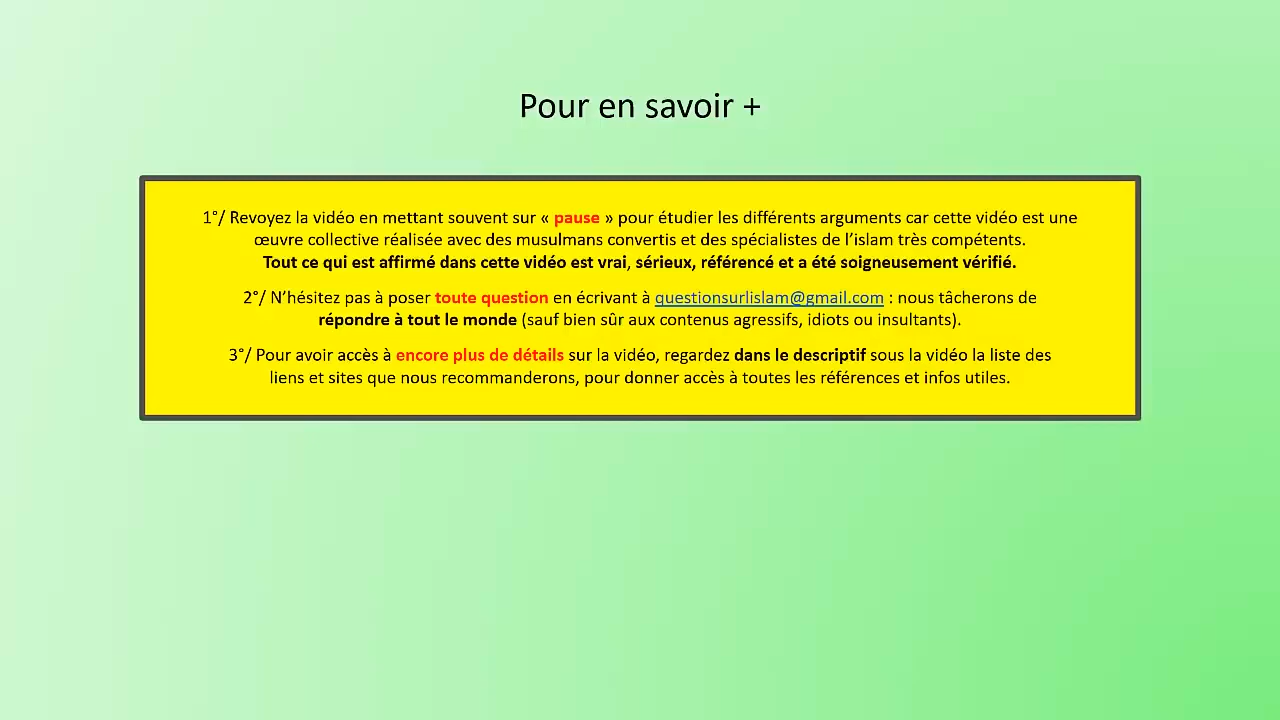 Pour en savoir +
1°/ Revoyez la vidéo en mettant souvent sur « pause » pour étudier les différents arguments car cette vidéo est une
œuvre collective réalisée avec des musulmans convertis et des spécialistes de l’islam très compétents.
Tout ce qui est affirmé dans cette vidéo est vrai, sérieux, référencé et a été soigneusement vérifié.
2°/ N’hésitez pas à poser toute question en écrivant à questionsurlislam@gmail.com : nous tâcherons de
répondre à tout le monde (sauf bien sûr aux contenus agressifs, idiots ou insultants).
3°/ Pour avoir accès à encore plus de détails sur la vidéo, regardez dans le descriptif sous la vidéo la liste des
liens et sites que nous recommanderons, pour donner accès à toutes les références et infos utiles.